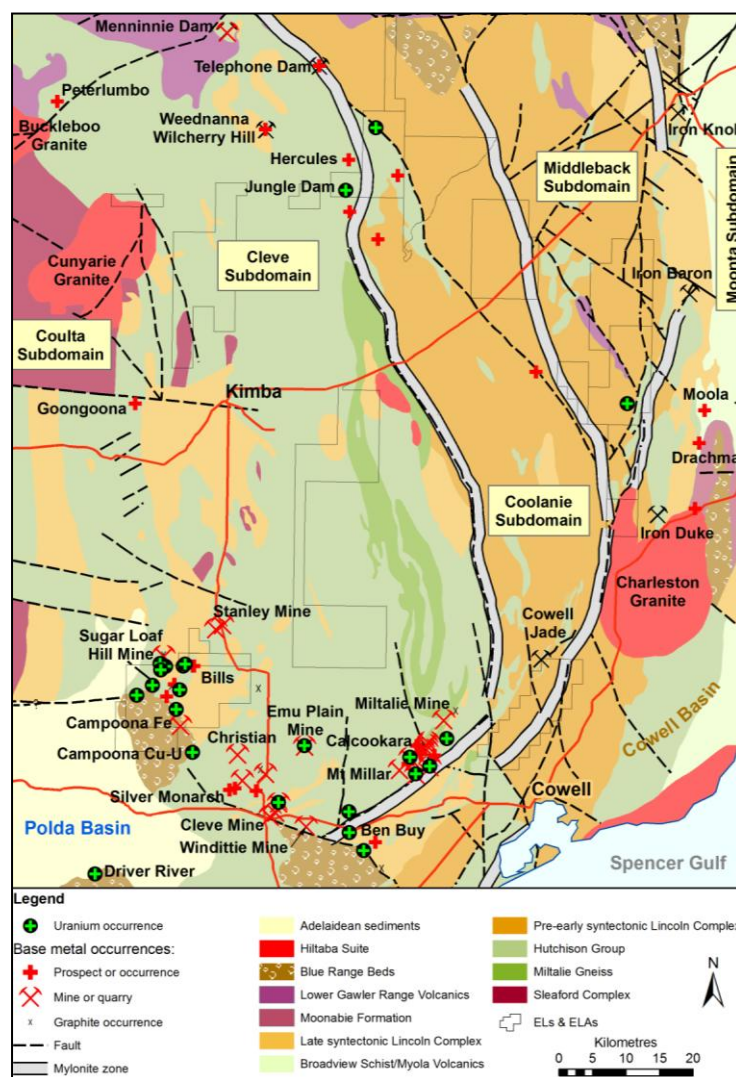 Menninnie Dam
Telephone Dam
Peterlumbo
Weednanna
Wilcherry Hill
Buckleboo
Granite
Iron Knob
Hercules
Middleback
Subdomain
Jungle Dam
Moonta Subdomain
Cleve
Subdomain
Cunyarie
Granite
Iron Baron
Coulta
Subdomain
Kimba
Goongoona
Moola
Drachma
Coolanie
Subdomain
Iron Duke
Charleston
Granite
Stanley Mine
Sugar Loaf
Hill Mine
Cowell
Jade
Bills
Emu Plain
Mine
Miltalie Mine
Campoona Fe
Christian
Calcookara
Cowell Basin
Campoona Cu-U
Mt Millar
Silver Monarch
Cowell
Polda Basin
Cleve Mine
Ben Buy
Windittie Mine
Spencer Gulf
Driver River
Legend
Uranium occurrence
Base metal occurrences:
Prospect or occurrence
Mine or quarry
Graphite occurrence
Fault
Mylonite zone
Adelaidean sediments
Hiltaba Suite
Blue Range Beds
Lower Gawler Range Volcanics
Moonabie Formation
Late syntectonic Lincoln Complex
Broadview Schist/Myola Volcanics
Pre-early syntectonic Lincoln Complex
Hutchison Group
Miltalie Gneiss
Sleaford Complex
ELs & ELAs
N
Kilometres
0 5 10 15 20